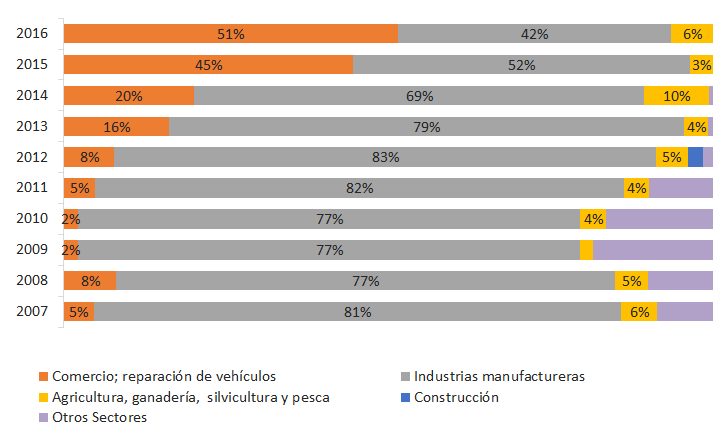 2016 51% 42% 6%
2015 45% 52% 3%
2014 20% 69% 10%
2013 16% 79% 4%
2012 8% 83% 5%
2011 5% 82% 4%
2010 2% 77% 4%
2009 2% 77%
2008 8% 77% 5%
2007 5% 81% 6%
Comercio; reparación de vehículos Industrias manufactureras
Agricultura, ganadería, silvicultura y pesca Construcción
Otros Sectores